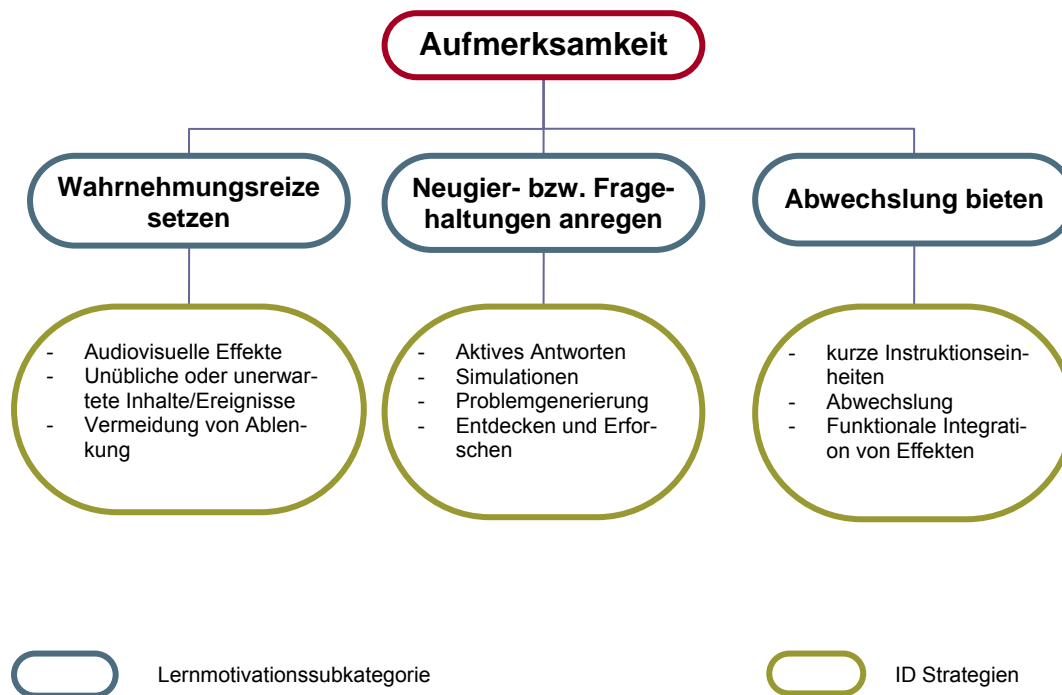 Aufmerksamkeit
Wahrnehmungsreize
setzen
Neugier- bzw. Frage-
haltungen anregen
Abwechslung bieten
- Audiovisuelle Effekte
- Unübliche oder unerwar-
tete Inhalte/Ereignisse
- Vermeidung von Ablen-
kung
- Aktives Antworten
- Simulationen
- Problemgenerierung
- Entdecken und Erfor-
schen
- kurze Instruktionsein-
heiten
- Abwechslung
- Funktionale Integrati-
on von Effekten
Lernmotivationssubkategorie
ID Strategien